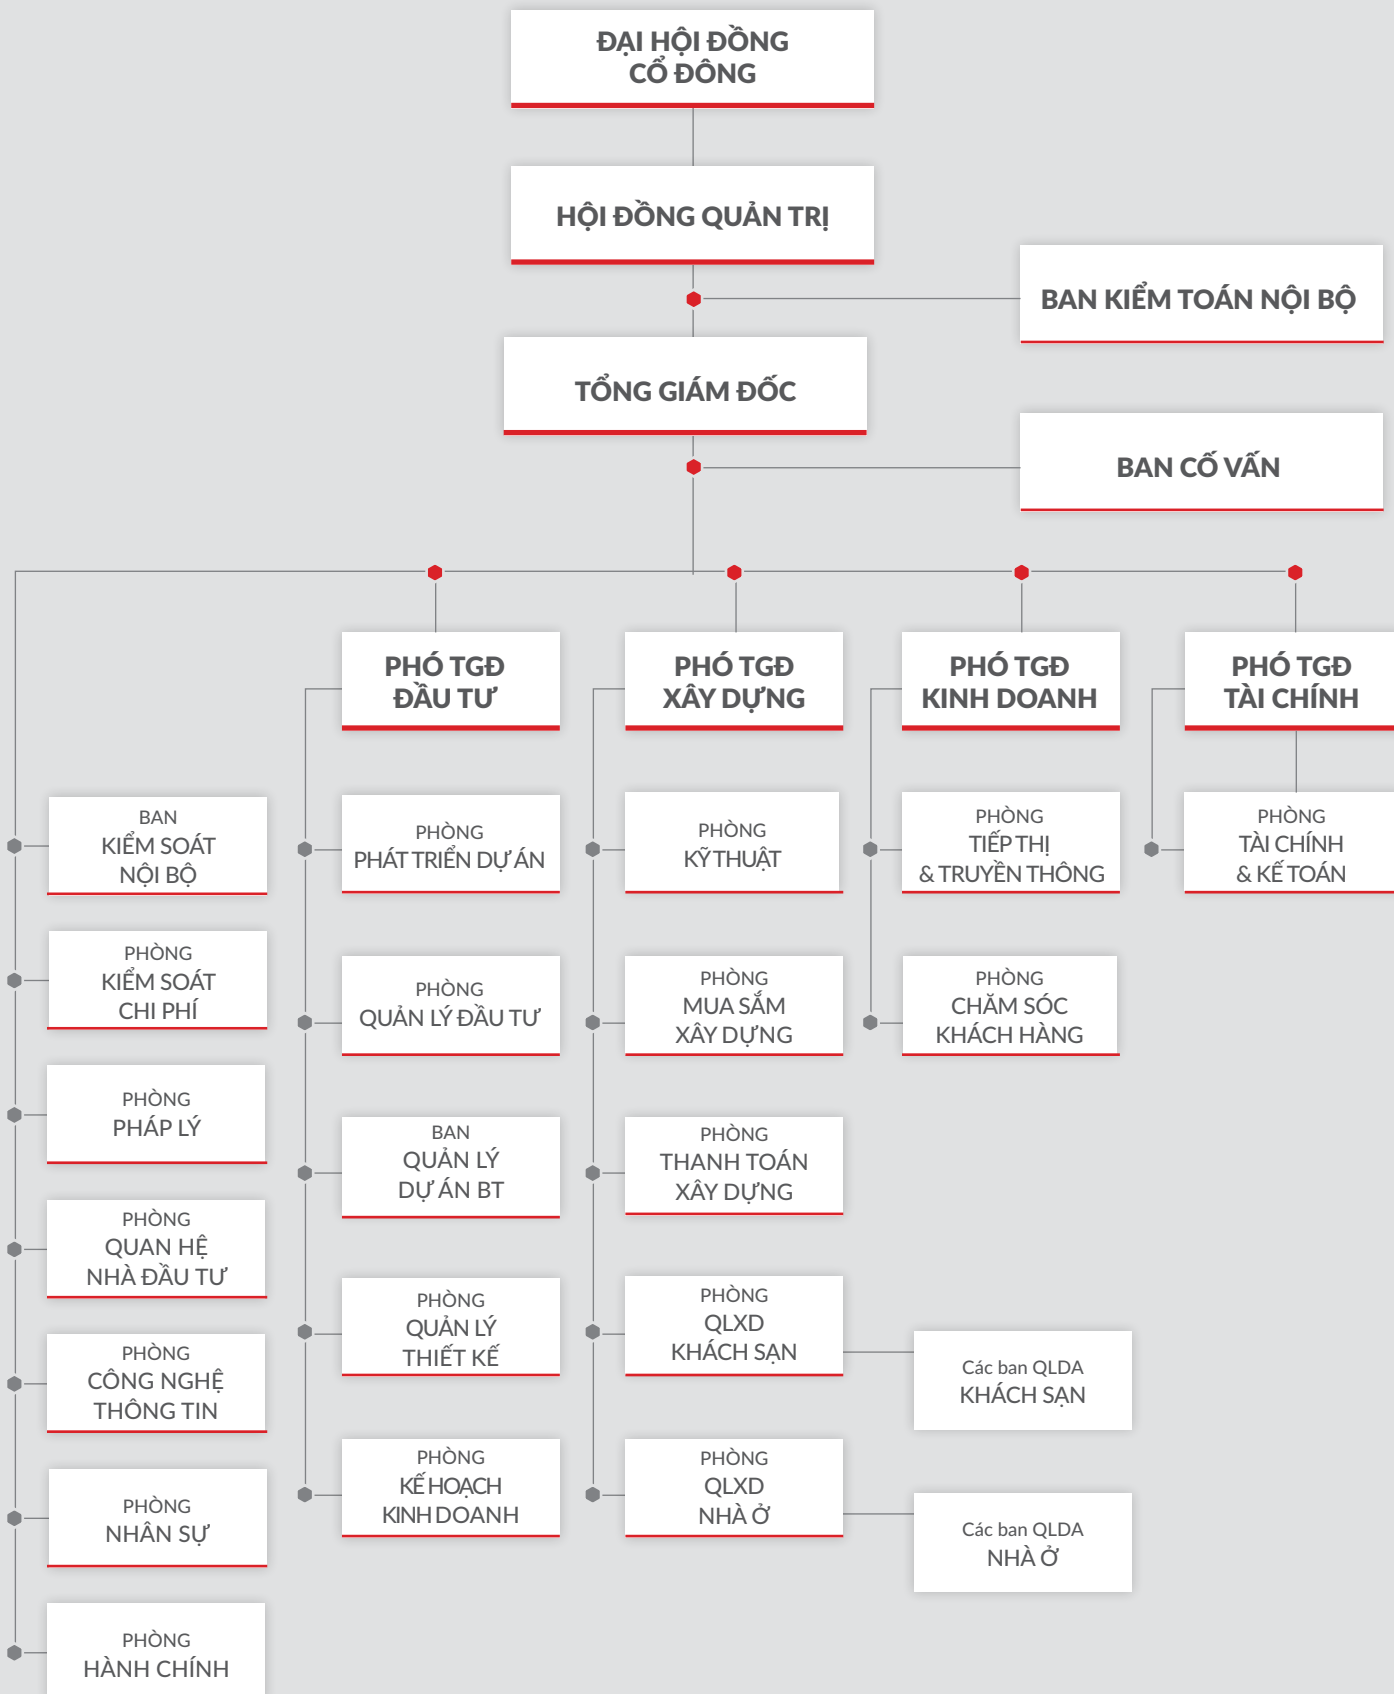 ĐẠI HỘI ĐỒNG
CỔ ĐÔNG
HỘI ĐỒNG QUẢN TRỊ
BAN KIỂM TOÁN NỘI BỘ
TỔNG GIÁM ĐỐC
BAN CỐ VẤN
PHÓ TGĐ
ĐẦU TƯ
PHÓ TGĐ
XÂY DỰNG
PHÓ TGĐ
KINH DOANH
PHÓ TGĐ
TÀI CHÍNH
BAN
KIỂM SOÁT
NỘI BỘ
PHÒNG
KIỂM SOÁT
CHI PHÍ
PHÒNG
PHÁP LÝ
PHÒNG
QUAN HỆ
NHÀ ĐẦU TƯ
PHÒNG
CÔNG NGHỆ
THÔNG TIN
PHÒNG
NHÂN SỰ
PHÒNG
HÀNH CHÍNH
PHÒNG
PHÁT TRIỂN DỰ ÁN
PHÒNG
QUẢN LÝ ĐẦU TƯ
BAN
QUẢN LÝ
DỰ ÁN BT
PHÒNG
QUẢN LÝ
THIẾT KẾ
PHÒNG
KẾ HOẠCH
KINH DOANH
PHÒNG
KỸ THUẬT
PHÒNG
MUA SẮM
XÂY DỰNG
PHÒNG
THANH TOÁN
XÂY DỰNG
PHÒNG
QLXD
KHÁCH SẠN
PHÒNG
QLXD
NHÀ Ở
Các ban QLDA
KHÁCH SẠN
Các ban QLDA
NHÀ Ở
PHÒNG
TIẾP THỊ
& TRUYỀN THÔNG
PHÒNG
CHĂM SÓC
KHÁCH HÀNG
PHÒNG
TÀI CHÍNH
& KẾ TOÁN